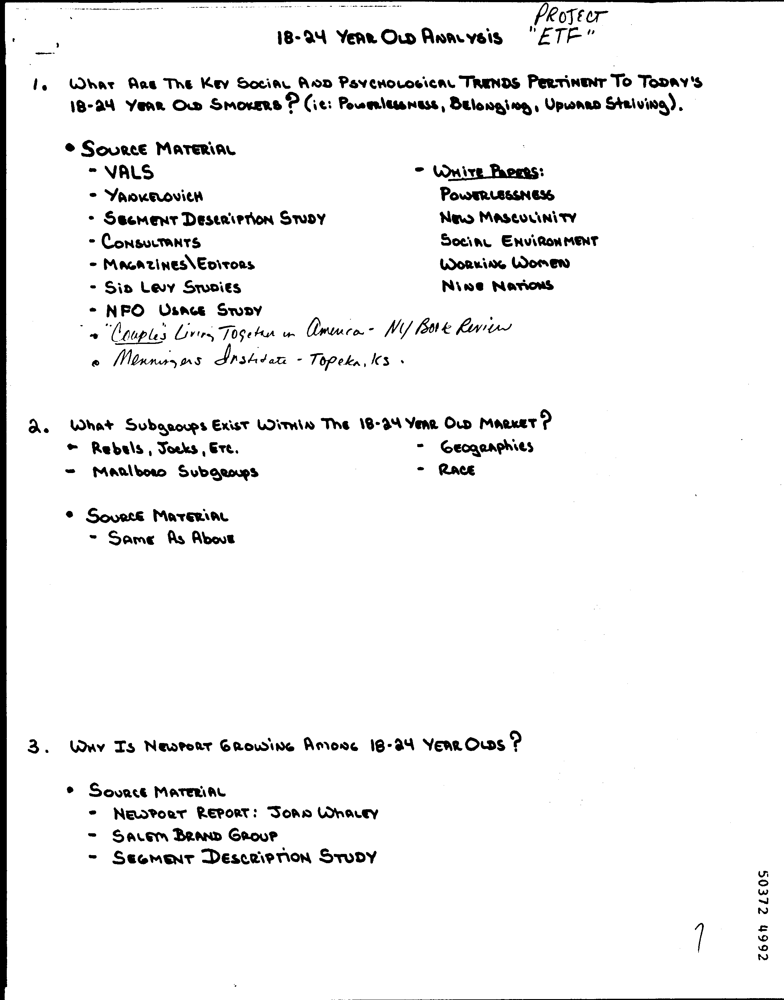 PROJECT
18-24 YEAR OLD ANALYSIS "ETF"
1. WHAT ARE THE KEY SOCIAL AND PSYCHOLOGICAL TRENDS PERTINENT TO TODAY'S
18-24 YEAR OLD SMOKERS? (ie: Powerlessness, Belonging, Upward Striving).
• SOURCE MATERIAL
- VALS
- YANKELOVICH
- SEGMENT DESCRIPTION STUDY
- CONSULTANTS
- MAGAZINES\EDITORS
- SID LEVY STUDIES
- NFO USAGE STUDY
- WHITE PAPERS:
POWERLESSNESS
NEW MASCULINITY
SOCIAL ENVIRONMENT
WORKING WOMEN
NINE NATIONS
• "Couples Living Together in America - NY Book Review
• Menningers Institute - Topeka, KS.
2. What Subgroups Exist Within The 18-24 Year Old Market?
- Rebels, Jocks, Etc.
- Marlboro Subgroups
- Geographies
- RACE
• SOURCE MATERIAL
- SAME AS ABOVE
3. WHY IS NEWPORT GROWING AMONG 18-24 YEAR OLDS?
• SOURCE MATERIAL
- NEWPORT REPORT: JOAN WHALEY
- SALEM BRAND GROUP
- SEGMENT DESCRIPTION STUDY
50372 4992